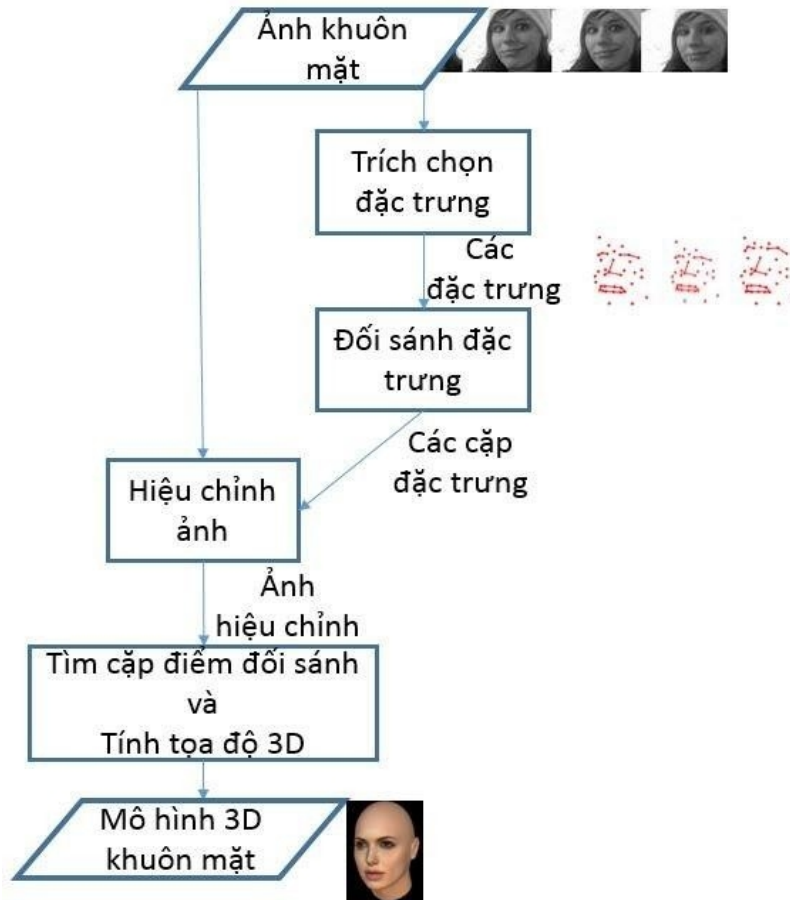 Ảnh khuôn
mặt
Trích chọn
đặc trưng
Các
đặc trưng
Đối sánh đặc
trưng
Các cặp
đặc trưng
Hiệu chỉnh
ảnh
Ảnh
hiệu chỉnh
Tìm cặp điểm đối sánh
và
Tính tọa độ 3D
Mô hình 3D
khuôn mặt